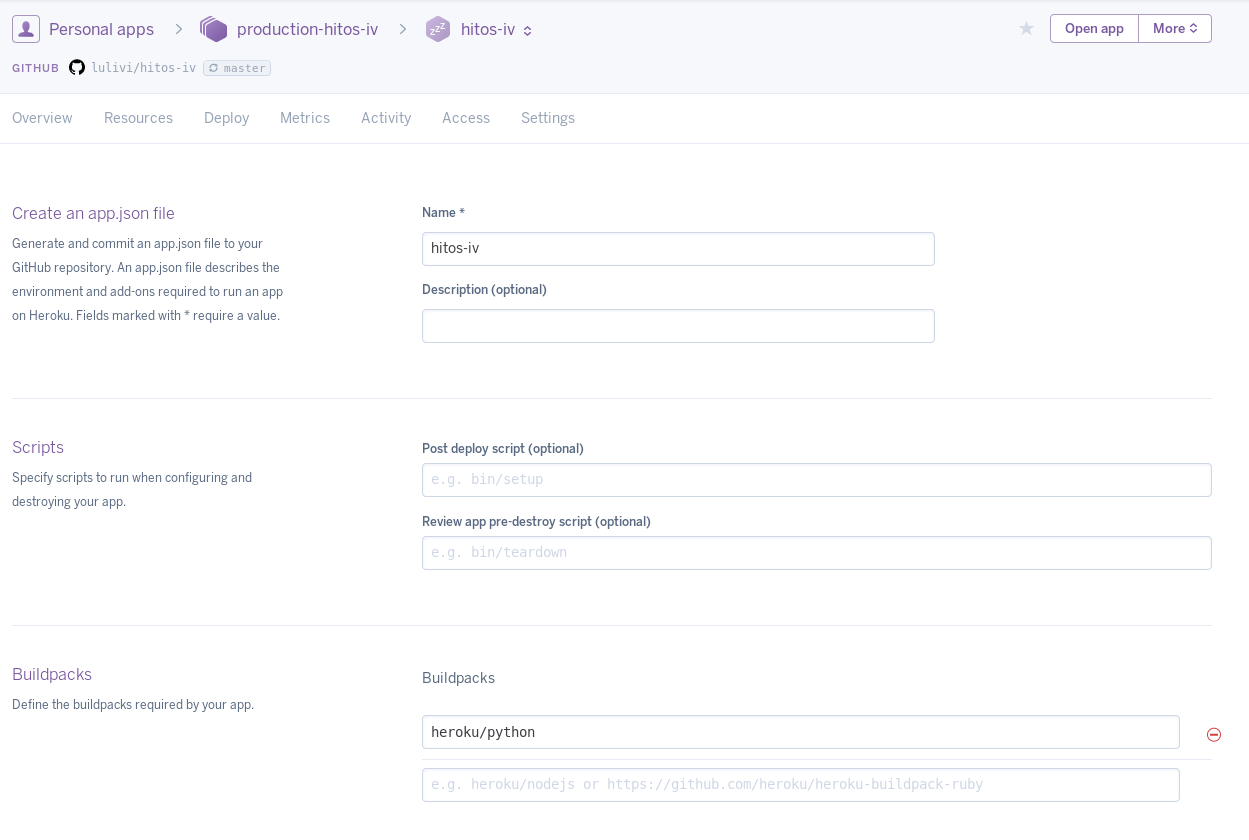 Personal apps > production-hitos-iv > zzz hitos-iv
Open app More
GITHUB lulivi/hitos-iv master
Overview Resources Deploy Metrics Activity Access Settings
Create an app.json file
Generate and commit an app.json file to your
GitHub repository. An app.json file describes the
environment and add-ons required to run an app
on Heroku. Fields marked with * require a value.
Name *
hitos-iv
Description (optional)
Scripts
Specify scripts to run when configuring and
destroying your app.
Post deploy script (optional)
e.g. bin/setup
Review app pre-destroy script (optional)
e.g. bin/teardown
Buildpacks
Define the buildpacks required by your app.
Buildpacks
heroku/python
e.g. heroku/nodejs or https://github.com/heroku/heroku-buildpack-ruby